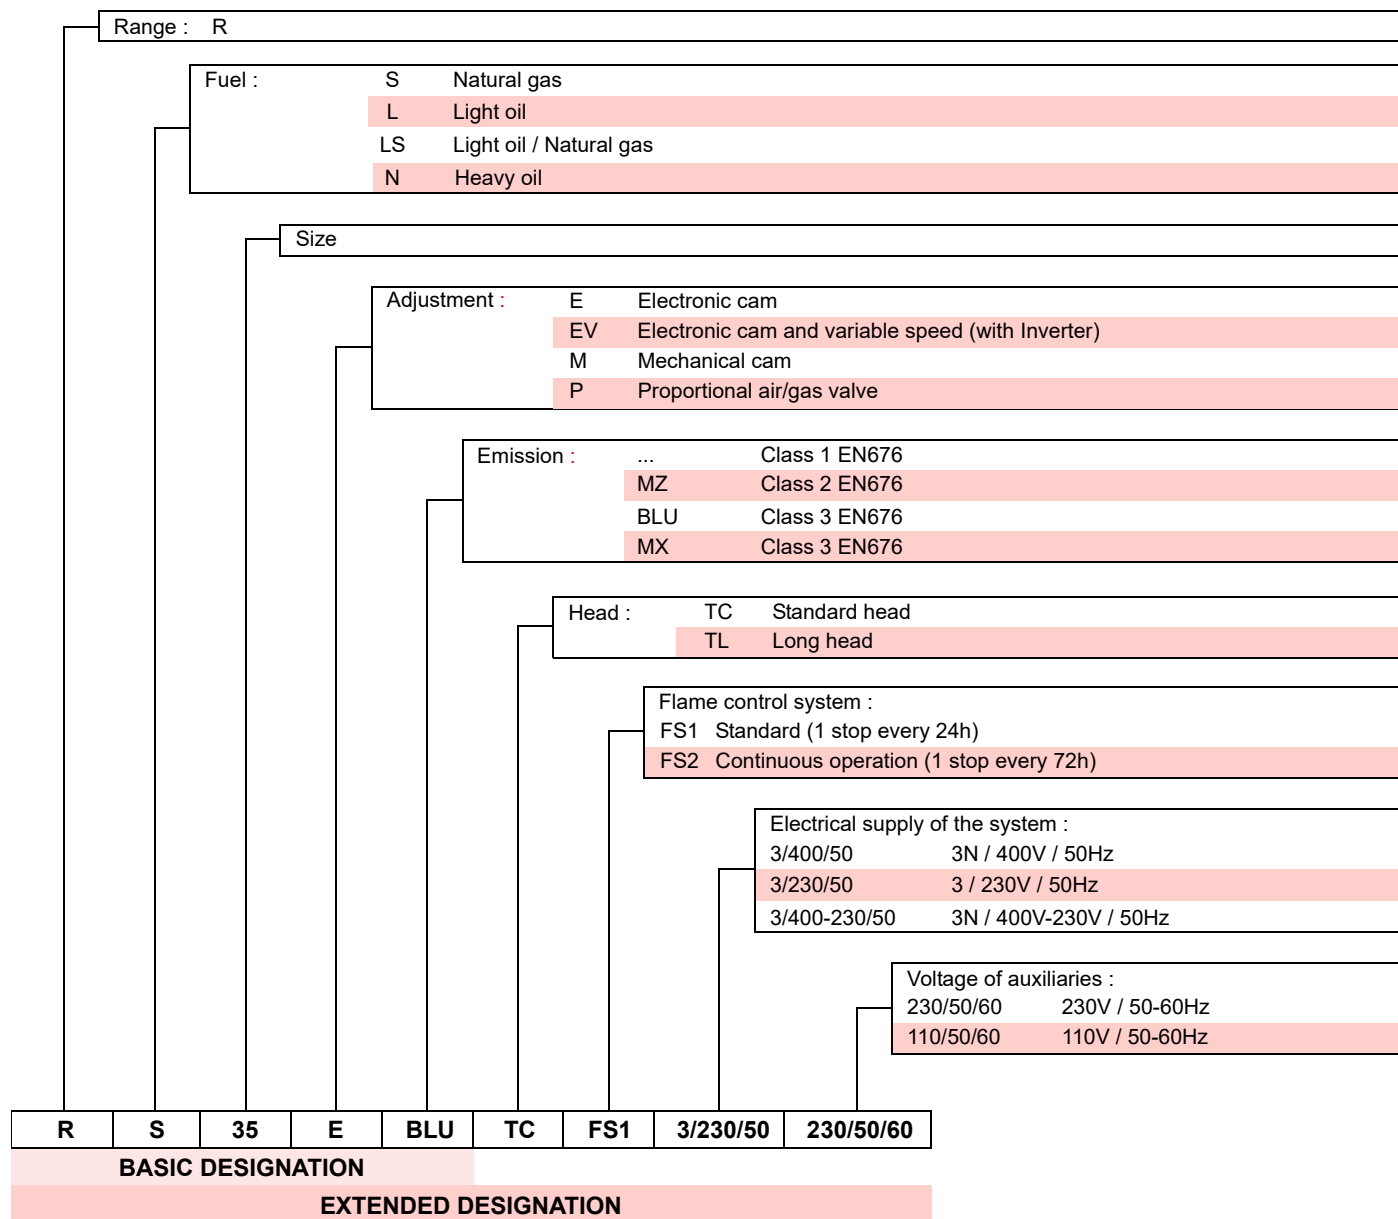 Range : R
Fuel : S Natural gas
L Light oil
LS Light oil / Natural gas
N Heavy oil
Size
Adjustment : E Electronic cam
EV Electronic cam and variable speed (with Inverter)
M Mechanical cam
P Proportional air/gas valve
Emission : ... Class 1 EN676
MZ Class 2 EN676
BLU Class 3 EN676
MX Class 3 EN676
Head : TC Standard head
TL Long head
Flame control system :
FS1 Standard (1 stop every 24h)
FS2 Continuous operation (1 stop every 72h)
Electrical supply of the system :
3/400/50 3N / 400V / 50Hz
3/230/50 3 / 230V / 50Hz
3/400-230/50 3N / 400V-230V / 50Hz
Voltage of auxiliaries :
230/50/60 230V / 50-60Hz
110/50/60 110V / 50-60Hz
R S 35 E BLU TC FS1 3/230/50 230/50/60
BASIC DESIGNATION
EXTENDED DESIGNATION